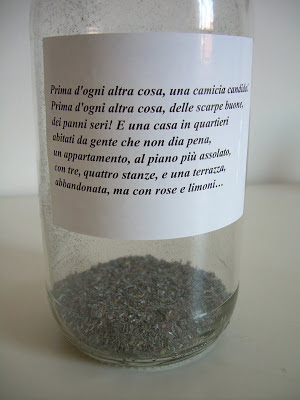 Prima d'ogni altra cosa, una camicia candida!
Prima d'ogni altra cosa, delle scarpe buone,
dei panni seri! E una casa in quartieri
abitati da gente che non dia pena,
un appartamento, al piano più assolato,
con tre, quattro stanze, e una terrazza,
abbandonata, ma con rose e limoni...